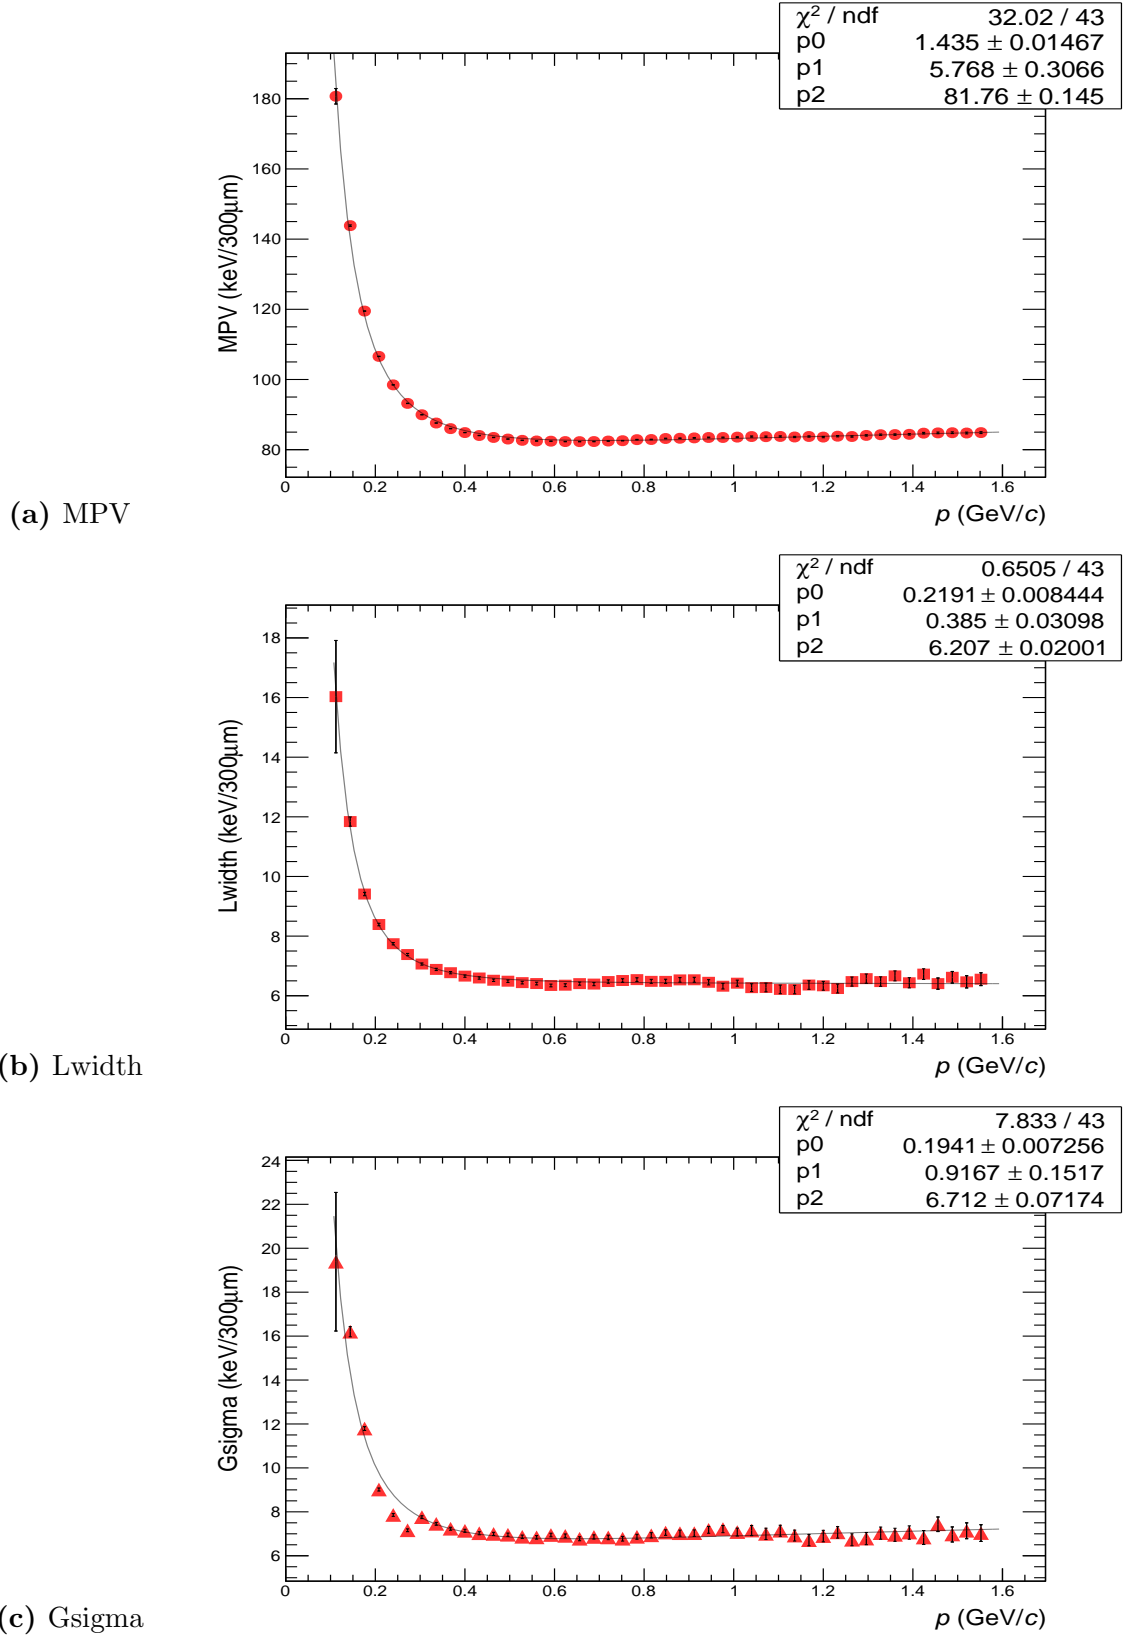 χ2 / ndf 32.02 / 43
p0 1.435 ± 0.01467
p1 5.768 ± 0.3066
p2 81.76 ± 0.145
180
160
140
120
100
80
MPV (keV/300μm)
0 0.2 0.4 0.6 0.8 1 1.2 1.4 1.6
p (GeV/c)
(a) MPV
χ2 / ndf 0.6505 / 43
p0 0.2191 ± 0.008444
p1 0.385 ± 0.03098
p2 6.207 ± 0.02001
18
16
14
12
10
8
6
Lwidth (keV/300μm)
0 0.2 0.4 0.6 0.8 1 1.2 1.4 1.6
p (GeV/c)
(b) Lwidth
χ2 / ndf 7.833 / 43
p0 0.1941 ± 0.007256
p1 0.9167 ± 0.1517
p2 6.712 ± 0.07174
24
22
20
18
16
14
12
10
8
6
Gsigma (keV/300μm)
0 0.2 0.4 0.6 0.8 1 1.2 1.4 1.6
p (GeV/c)
(c) Gsigma